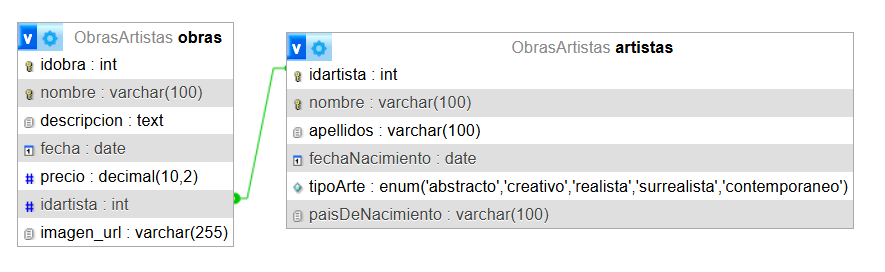 v ObrasArtistas obras
idobra : int
nombre : varchar(100)
descripcion : text
fecha : date
# precio : decimal(10,2)
# idartista : int
imagen_url : varchar(255)
v ObrasArtistas artistas
idartista : int
nombre : varchar(100)
apellidos : varchar(100)
fechaNacimiento : date
tipoArte : enum('abstracto','creativo','realista','surrealista','contemporaneo')
paisDeNacimiento : varchar(100)